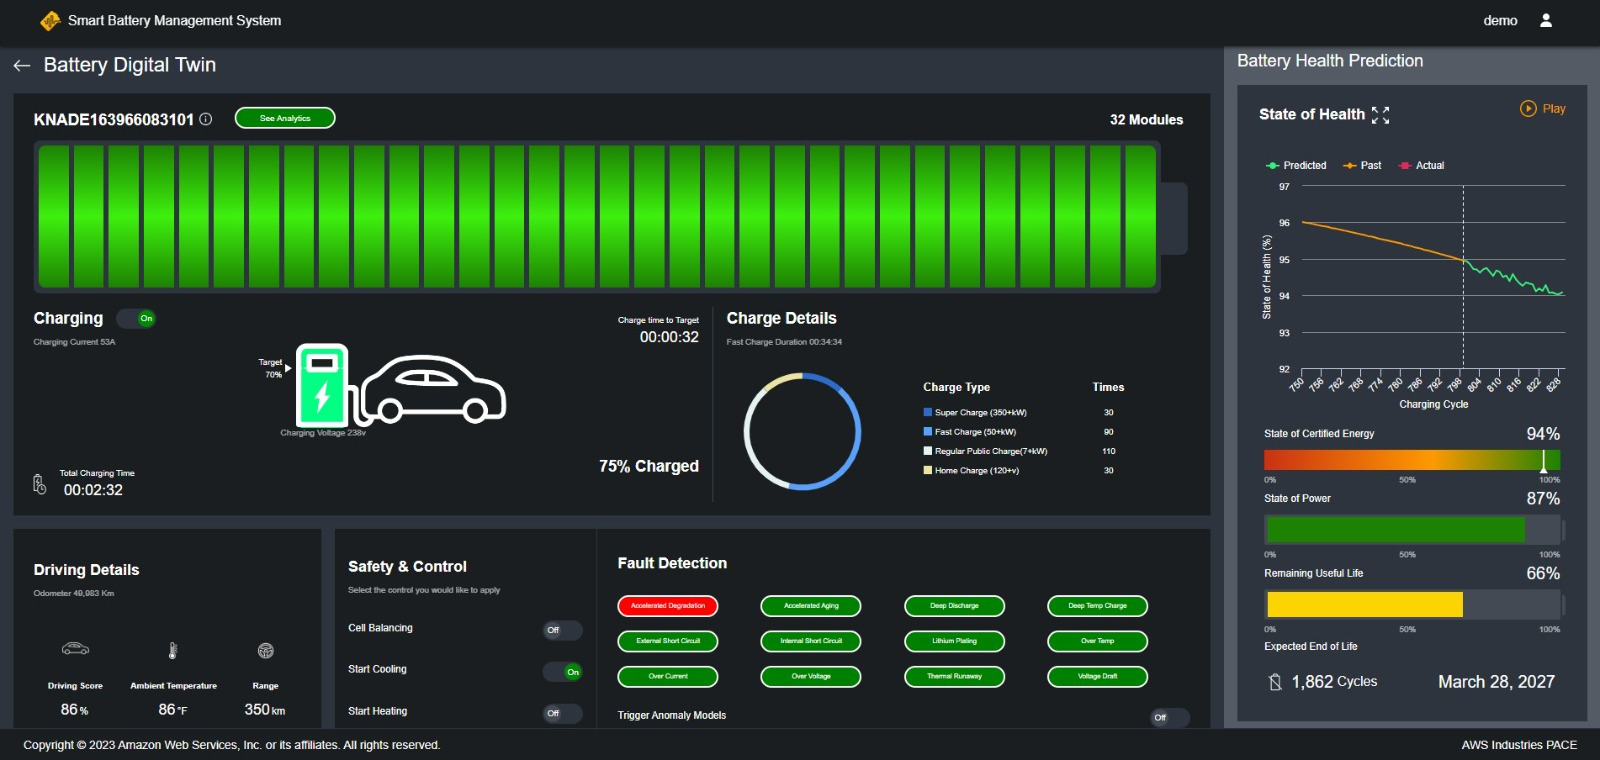 Smart Battery Management System
demo
Battery Digital Twin
KNADE163966083101
See Analytics
32 Modules
Charging
On
Charging Current 53A
Charge time to Target
00:00:32
Target
70%
Charging Voltage 238v
75% Charged
Total Charging Time
00:02:32
Charge Details
Fast Charge Duration 00:34:34
Charge Type Times
Super Charge (350+kW) 30
Fast Charge (50+kW) 90
Regular Public Charge(7+kW) 110
Home Charge (120+v) 30
Driving Details
Odometer 49,983 Km
Driving Score
86 %
Ambient Temperature
86 °F
Range
350 km
Safety & Control
Select the control you would like to apply
Cell Balancing Off
Start Cooling On
Start Heating Off
Fault Detection
Accelerated Degradation Accelerated Aging Deep Discharge Deep Temp Charge
External Short Circuit Internal Short Circuit Lithium Plating Over Temp
Over Current Over Voltage Thermal Runaway Voltage Draft
Trigger Anomaly Models Off
Battery Health Prediction
State of Health
Play
Predicted Past Actual
97
96
95
94
93
92
State of Health (%)
750 756 762 768 774 780 786 792 798 804 810 816 822 828
Charging Cycle
State of Certified Energy 94%
0% 50% 100%
State of Power 87%
0% 50% 100%
Remaining Useful Life 66%
0% 50% 100%
Expected End of Life
1,862 Cycles March 28, 2027
Copyright © 2023 Amazon Web Services, Inc. or its affiliates. All rights reserved.
AWS Industries PACE